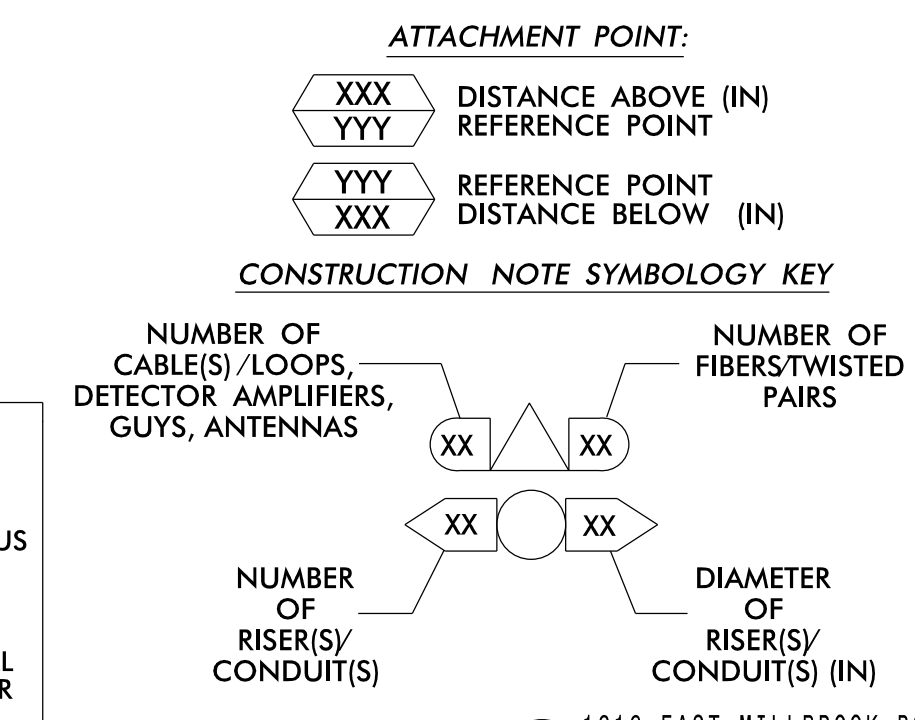 ATTACHMENT POINT:
XXX
YYY
DISTANCE ABOVE (IN)
REFERENCE POINT
YYY
XXX
REFERENCE POINT
DISTANCE BELOW (IN)
CONSTRUCTION NOTE SYMBOLOGY KEY
NUMBER OF
CABLE(S)/LOOPS,
DETECTOR AMPLIFIERS,
GUYS, ANTENNAS
NUMBER OF
FIBERS/TWISTED
PAIRS
XX
XX
XX
XX
NUMBER
OF
RISER(S)/
CONDUIT(S)
DIAMETER
OF
RISER(S)/
CONDUIT(S) (IN)
US
R